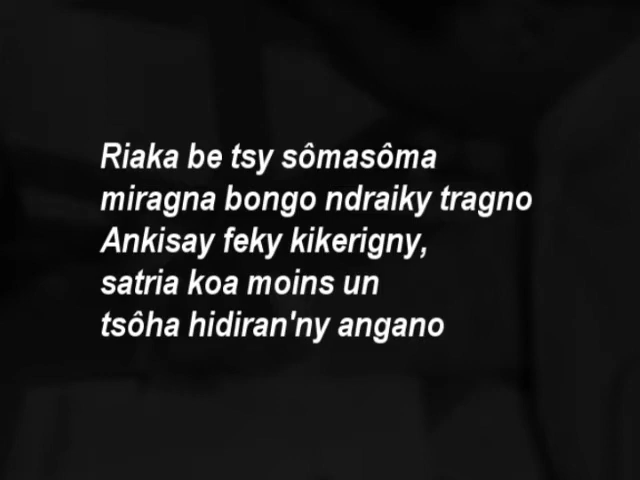 Riaka be tsy sômasôma
miragna bongo ndraiky tragno
Ankisay feky kikerigny,
satria koa moins un
tsôha hidiran'ny angano